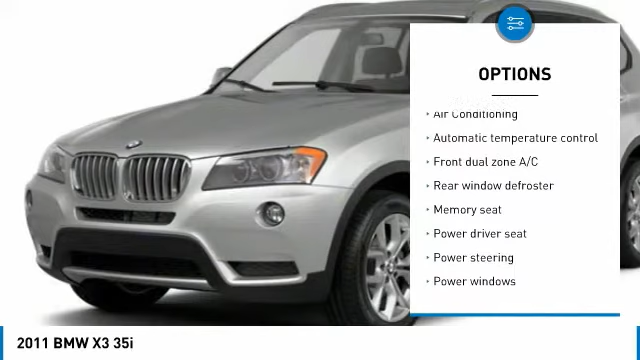 OPTIONS
Air Conditioning
Automatic temperature control
Front dual zone A/C
Rear window defroster
Memory seat
Power driver seat
Power steering
Power windows
2011 BMW X3 35i